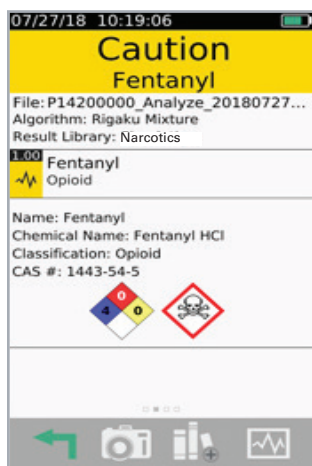 07/27/18 10:19:06
Caution
Fentanyl
File: P14200000_Analyze_20180727...
Algorithm: Rigaku Mixture
Result Library: Narcotics
1.00
Fentanyl
Opioid
Name: Fentanyl
Chemical Name: Fentanyl HCl
Classification: Opioid
CAS #: 1443-54-5
0
4
0